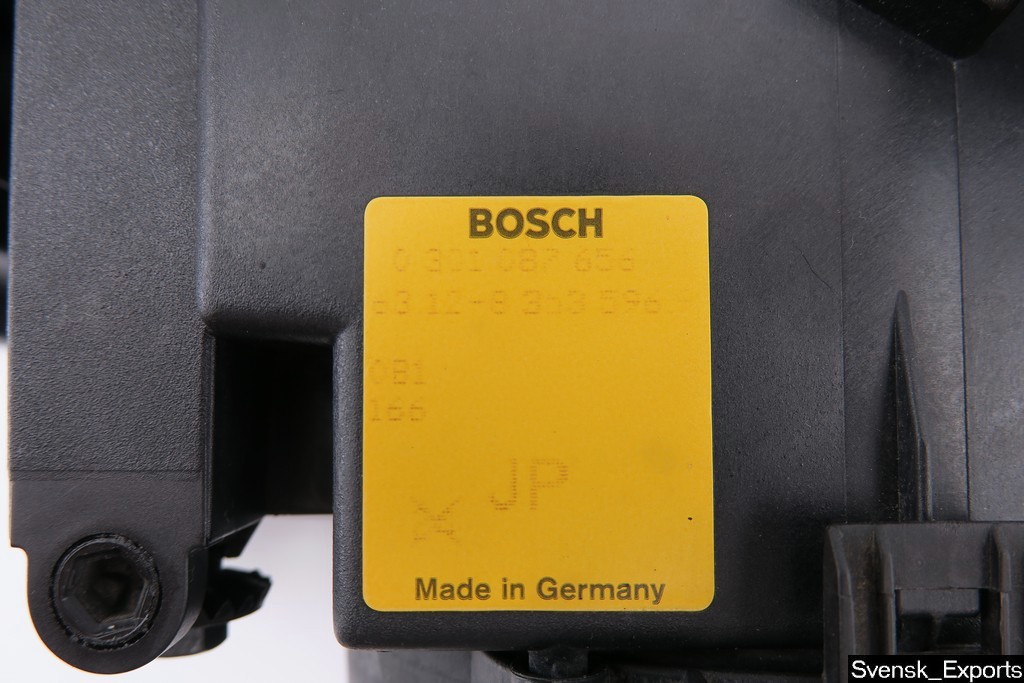 BOSCH
0 301 087 656
63 12-8 363 596
0B1
166
JP
Made in Germany
Svensk_Exports